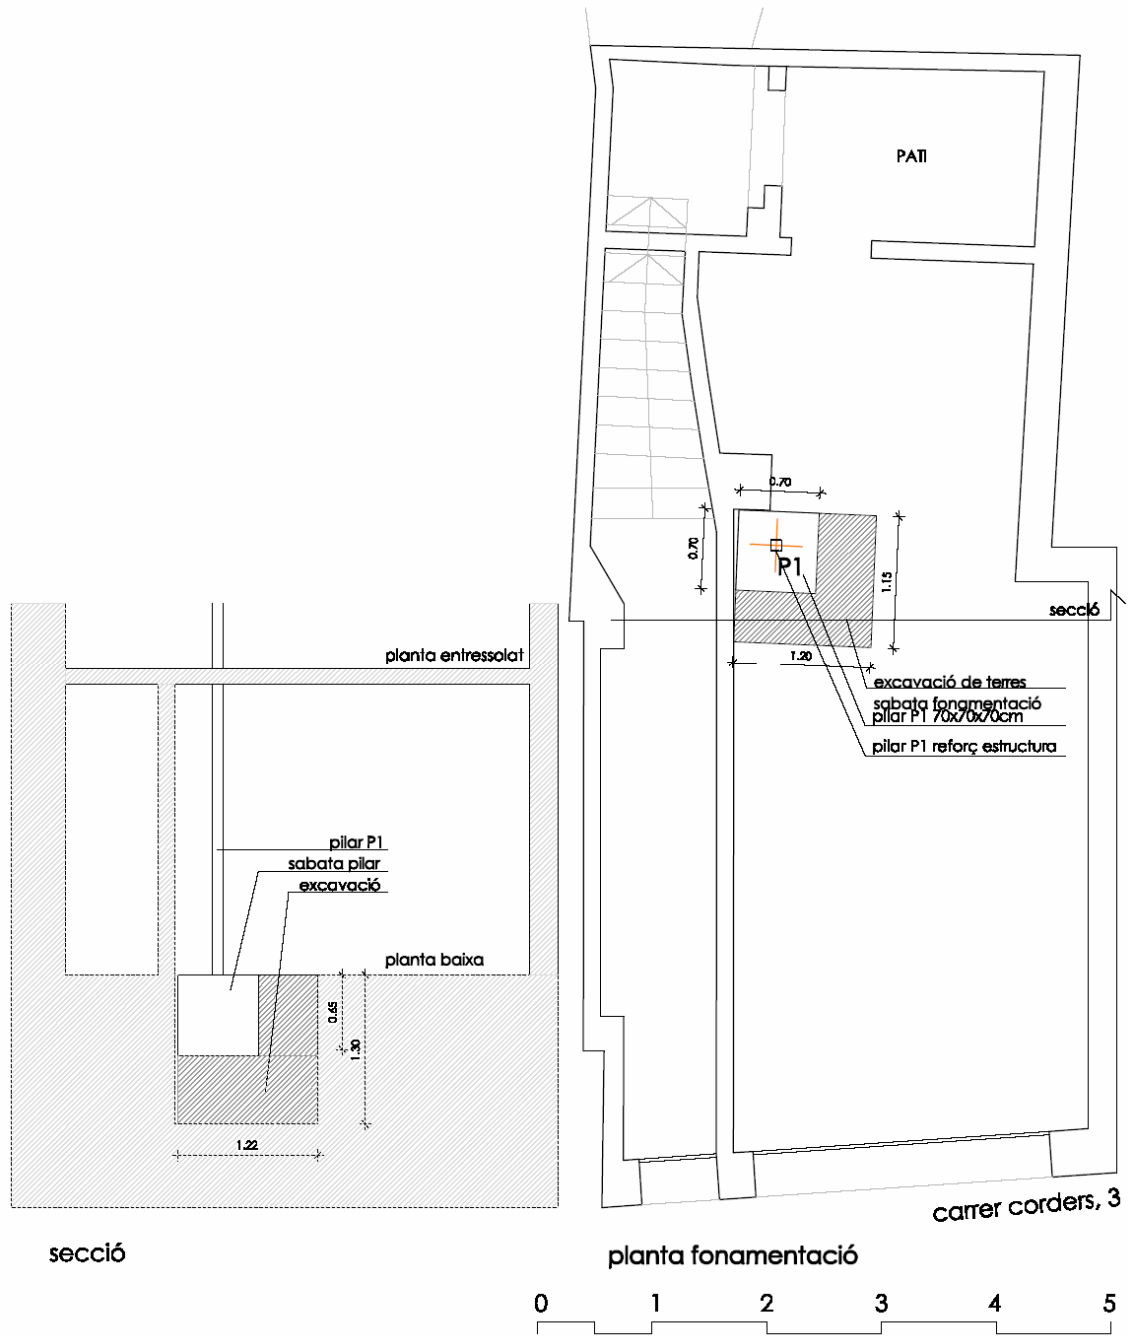 PATI
0.70
0.70
P1
1.15
secció
1.20
excavació de terres
sabata fonamentació
pilar P1 70x70x70cm
pilar P1 reforç estructura
planta entressolat
pilar P1
sabata pilar
excavació
planta baixa
0.65
1.30
1.22
carrer corders, 3
secció
planta fonamentació
0 1 2 3 4 5